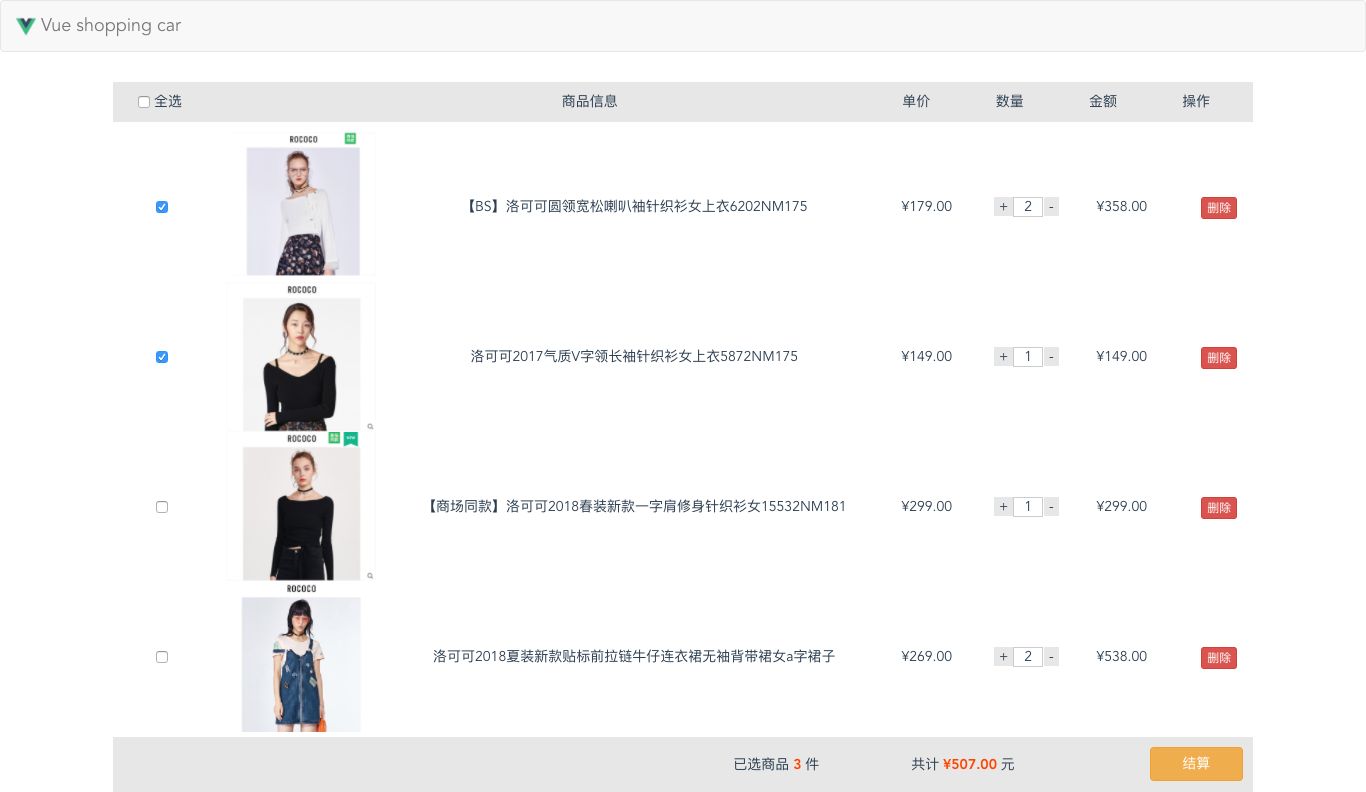 Vue shopping car
全选 商品信息 单价 数量 金额 操作
ROCOCO
【BS】洛可可圆领宽松喇叭袖针织衫女上衣6202NM175 ¥179.00 + 2 - ¥358.00 删除
ROCOCO
洛可可2017气质V字领长袖针织衫女上衣5872NM175 ¥149.00 + 1 - ¥149.00 删除
ROCOCO
【商场同款】洛可可2018春装新款一字肩修身针织衫女15532NM181 ¥299.00 + 1 - ¥299.00 删除
ROCOCO
洛可可2018夏装新款贴标前拉链牛仔连衣裙无袖背带裙女a字裙子 ¥269.00 + 2 - ¥538.00 删除
已选商品 3 件 共计 ¥507.00 元 结算